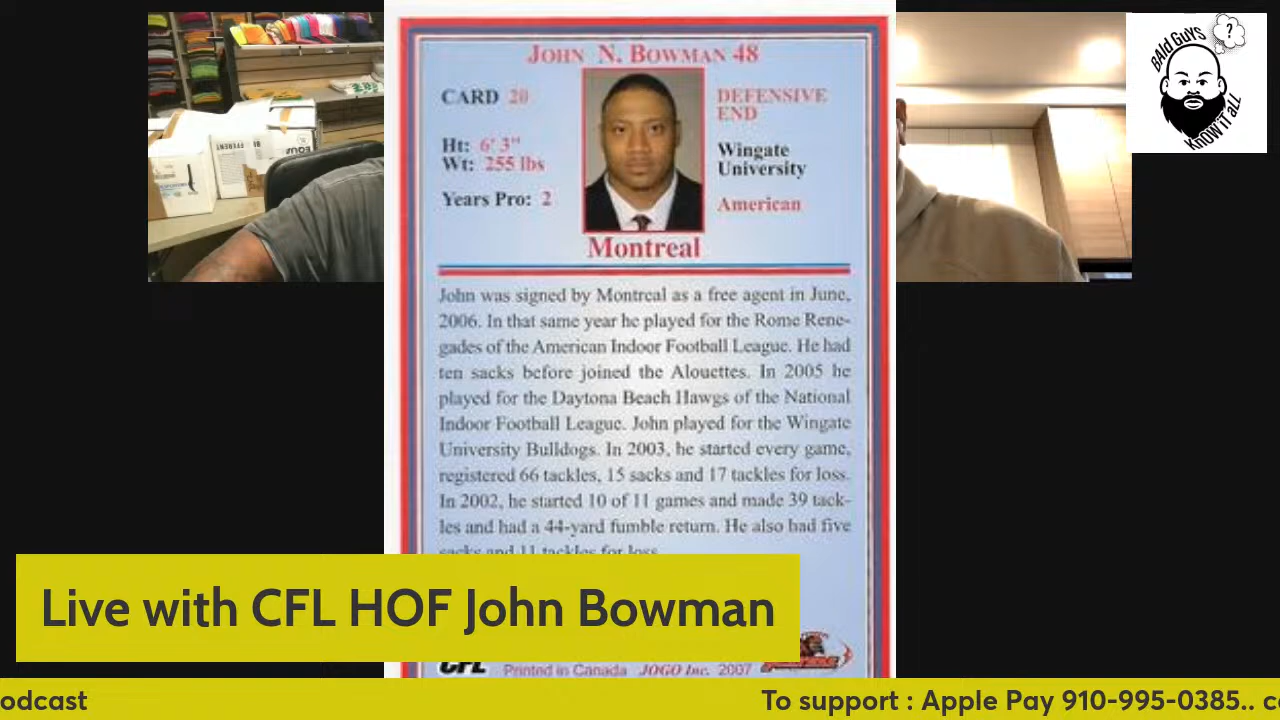 JOHN N. BOWMAN 48
CARD 20
DEFENSIVE
END
Ht: 6' 3"
Wt: 255 lbs
Wingate
University
Years Pro: 2
American
Montreal
John was signed by Montreal as a free agent in June,
2006. In that same year he played for the Rome Rene-
gades of the American Indoor Football League. He had
ten sacks before joined the Alouettes. In 2005 he
played for the Daytona Beach Hawgs of the National
Indoor Football League. John played for the Wingate
University Bulldogs. In 2003, he started every game,
registered 66 tackles, 15 sacks and 17 tackles for loss.
In 2002, he started 10 of 11 games and made 39 tack-
les and had a 44-yard fumble return. He also had five
sacks and 11 tackles for loss.
CFL Printed in Canada JOGO Inc. 2007
BAld GUYS
KNOW IT All
?
Live with CFL HOF John Bowman
odcast
To support : Apple Pay 910-995-0385.. c